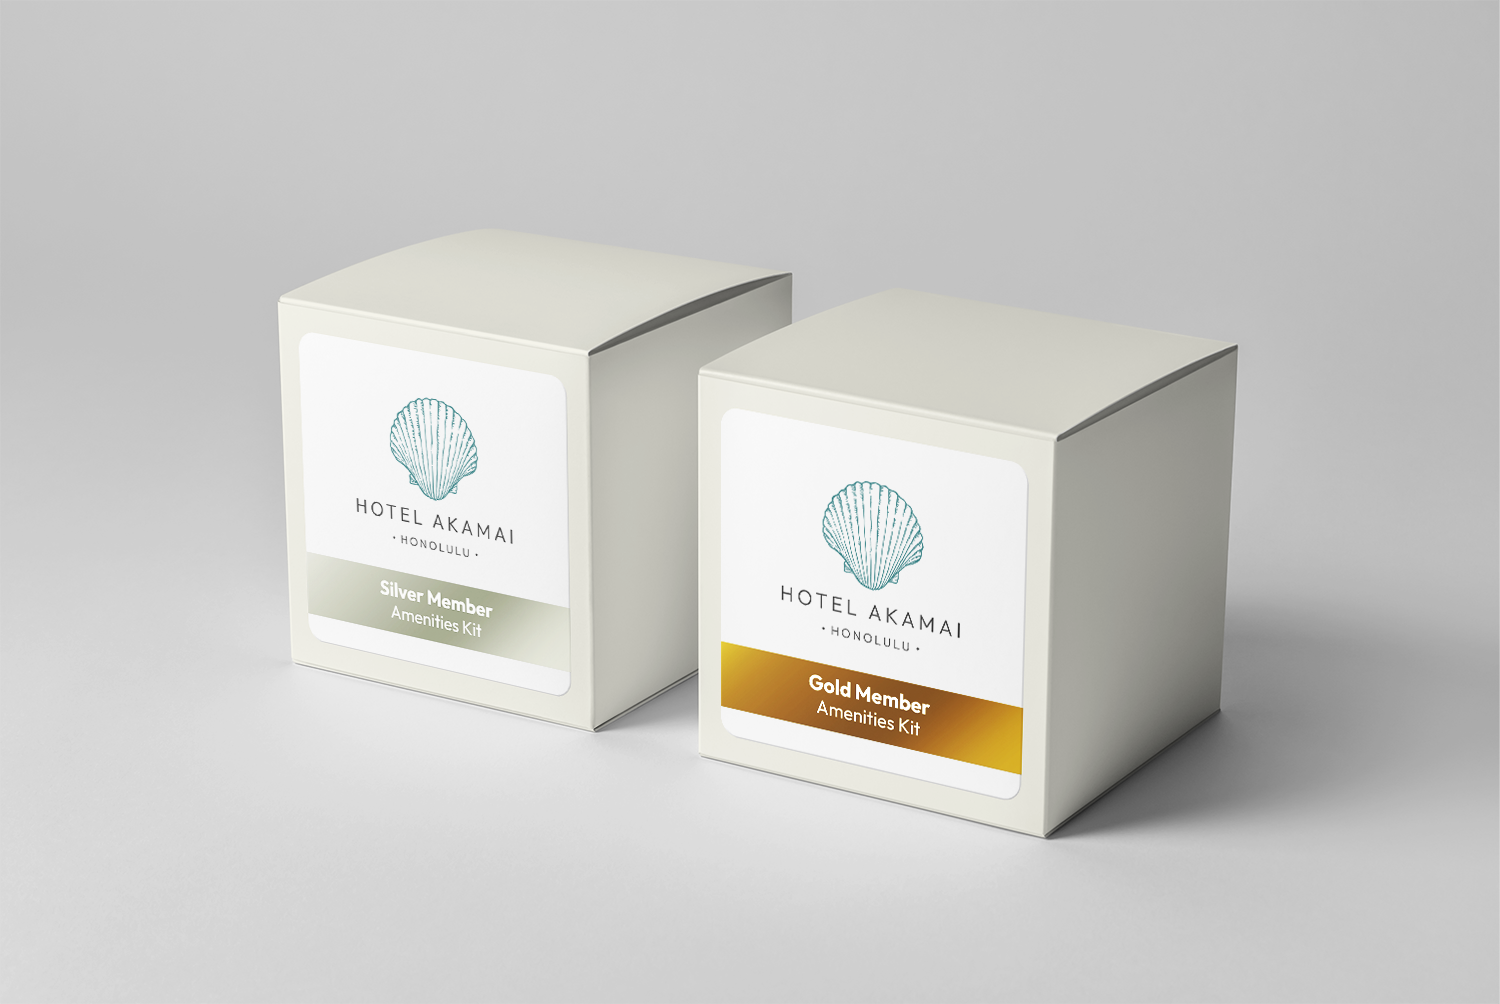 HOTEL AKAMAI
• HONOLULU •
Silver Member
Amenities Kit
HOTEL AKAMAI
• HONOLULU •
Gold Member
Amenities Kit